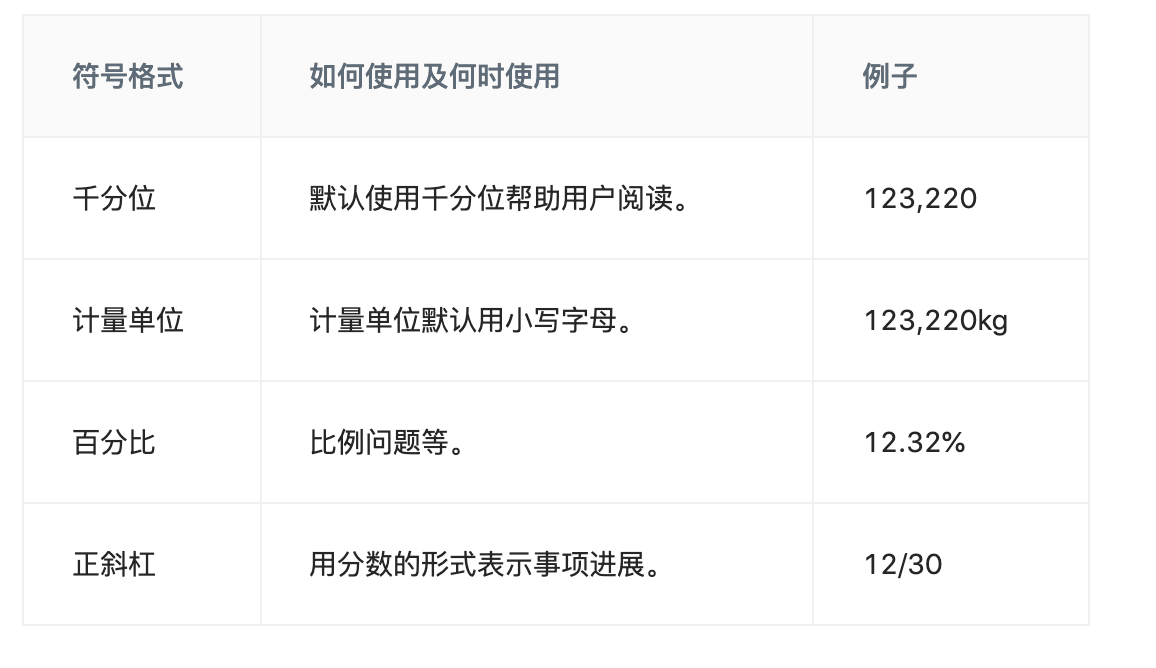 符号格式 如何使用及何时使用 例子
千分位 默认使用千分位帮助用户阅读。 123,220
计量单位 计量单位默认用小写字母。 123,220kg
百分比 比例问题等。 12.32%
正斜杠 用分数的形式表示事项进展。 12/30